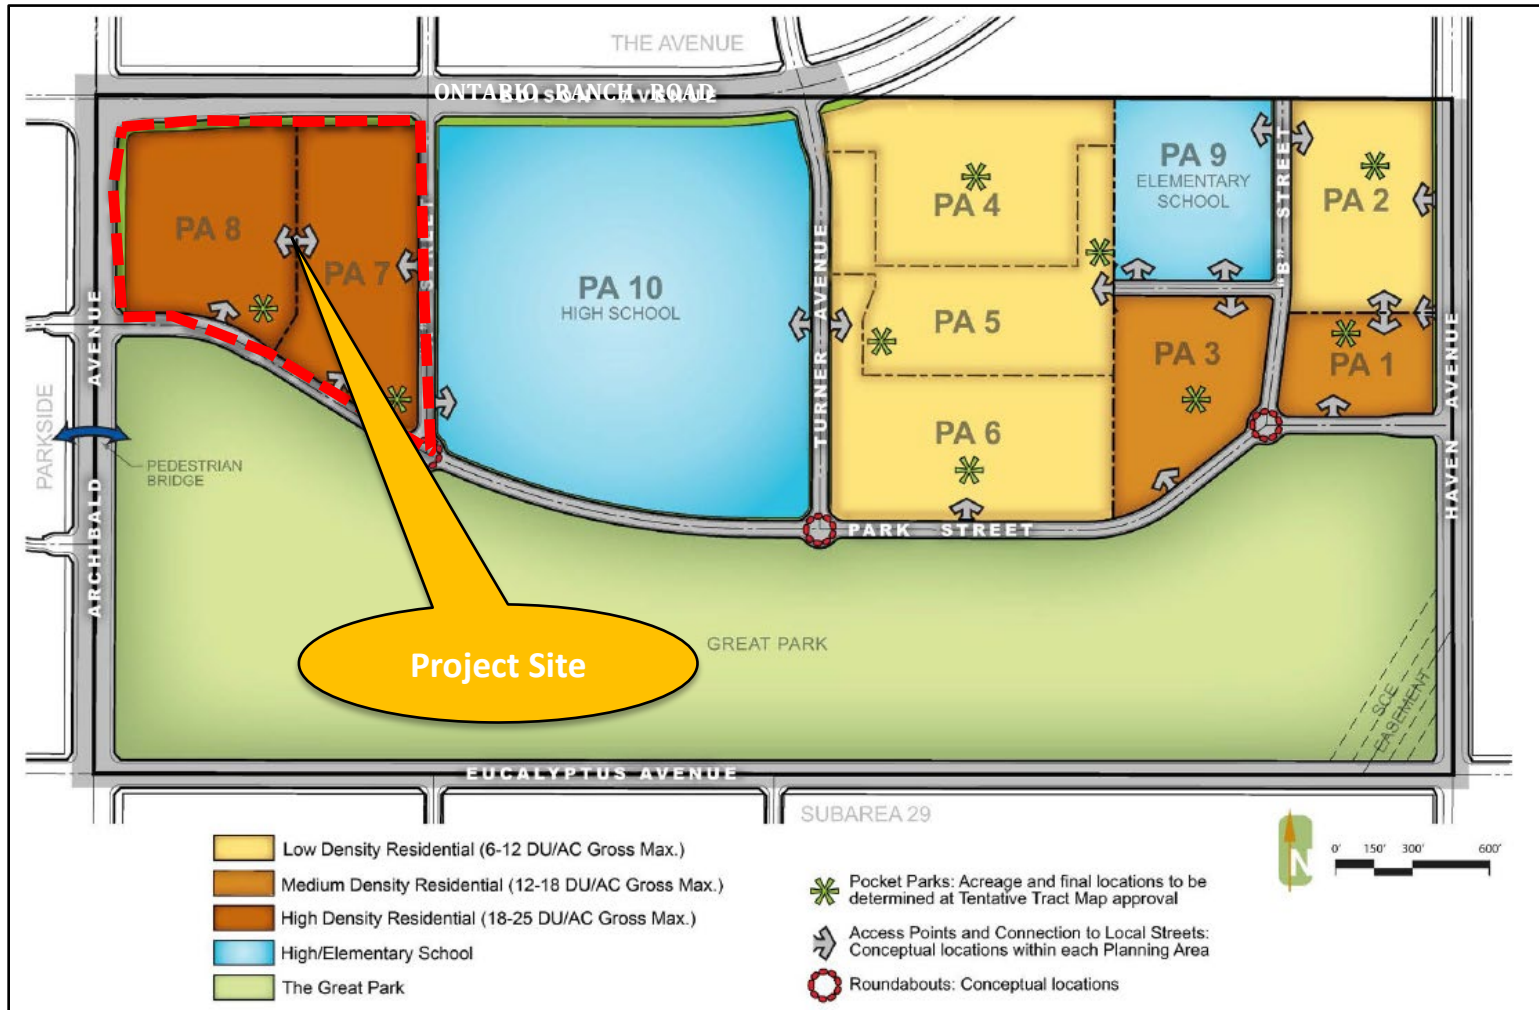 THE AVENUE
ONTARIO RANCH ROAD
EDISON AVENUE
PA 8
PA 7
STREET
PA 10
HIGH SCHOOL
TURNER AVENUE
PA 4
PA 5
PA 6
PA 9
ELEMENTARY
SCHOOL
"B" STREET
PA 2
PA 3
PA 1
HAVEN AVENUE
ARCHIBALD AVENUE
PARKSIDE
PEDESTRIAN
BRIDGE
PARK STREET
Project Site
GREAT PARK
SCE
EASEMENT
EUCALYPTUS AVENUE
SUBAREA 29
Low Density Residential (6-12 DU/AC Gross Max.)
Medium Density Residential (12-18 DU/AC Gross Max.)
High Density Residential (18-25 DU/AC Gross Max.)
High/Elementary School
The Great Park
Pocket Parks: Acreage and final locations to be
determined at Tentative Tract Map approval
Access Points and Connection to Local Streets:
Conceptual locations within each Planning Area
Roundabouts: Conceptual locations
N
0' 150' 300' 600'